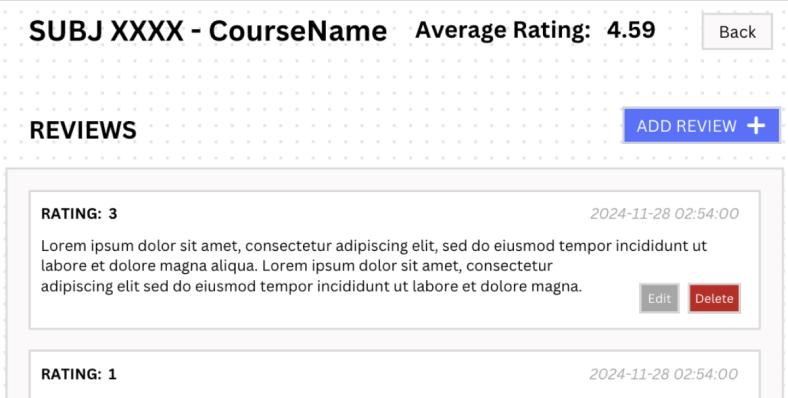 SUBJ XXXX - CourseName Average Rating: 4.59 Back
REVIEWS ADD REVIEW +
RATING: 3 2024-11-28 02:54:00
Lorem ipsum dolor sit amet, consectetur adipiscing elit, sed do eiusmod tempor incididunt ut
labore et dolore magna aliqua. Lorem ipsum dolor sit amet, consectetur
adipiscing elit sed do eiusmod tempor incididunt ut labore et dolore magna.
Edit Delete
RATING: 1 2024-11-28 02:54:00